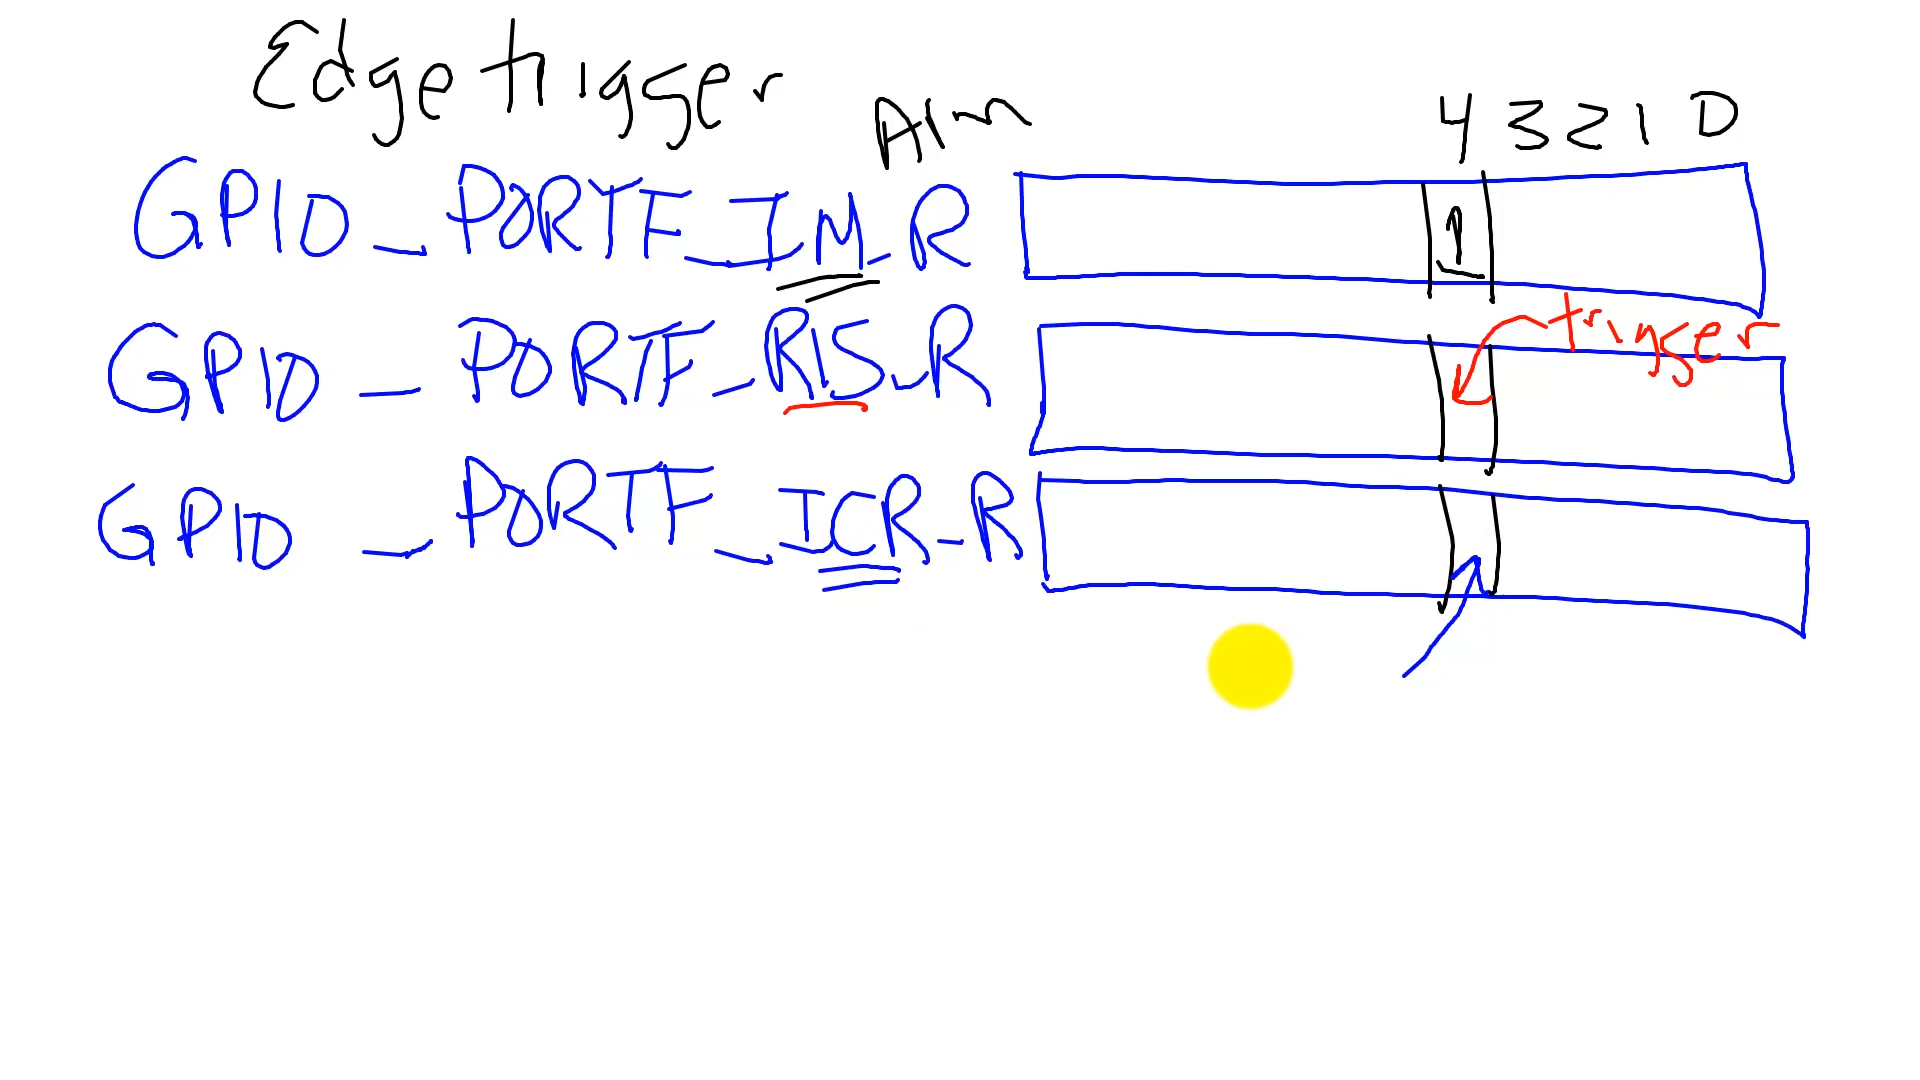 Edge trigger
Arm
4 3 2 1 0
GPIO_PORTF_IM_R
1
trigger
GPIO_PORTF_RIS_R
GPIO_PORTF_ICR_R